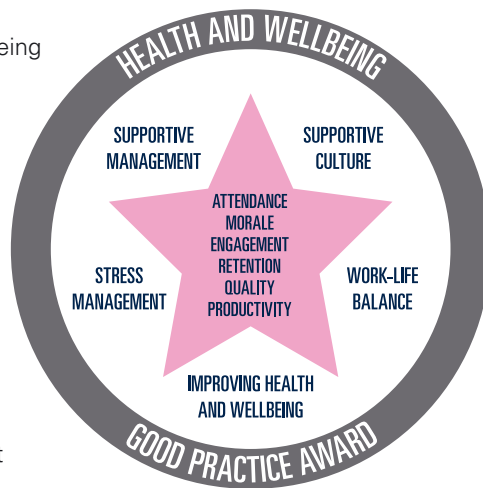 eing
HEALTH AND WELLBEING
SUPPORTIVE
MANAGEMENT
SUPPORTIVE
CULTURE
ATTENDANCE
MORALE
ENGAGEMENT
RETENTION
QUALITY
PRODUCTIVITY
STRESS
MANAGEMENT
WORK-LIFE
BALANCE
IMPROVING HEALTH
AND WELLBEING
GOOD PRACTICE AWARD
t